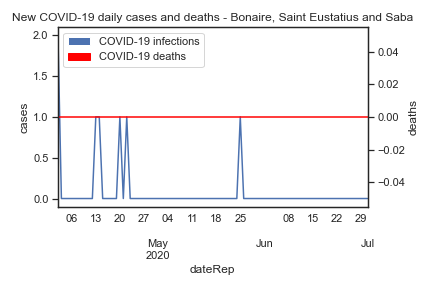 New COVID-19 daily cases and deaths - Bonaire, Saint Eustatius and Saba
COVID-19 infections
COVID-19 deaths
2.0
1.5
1.0
0.5
0.0
cases
0.04
0.02
0.00
−0.02
−0.04
deaths
06 13 20 27 04 11 18 25 08 15 22 29
May Jun Jul
2020
dateRep